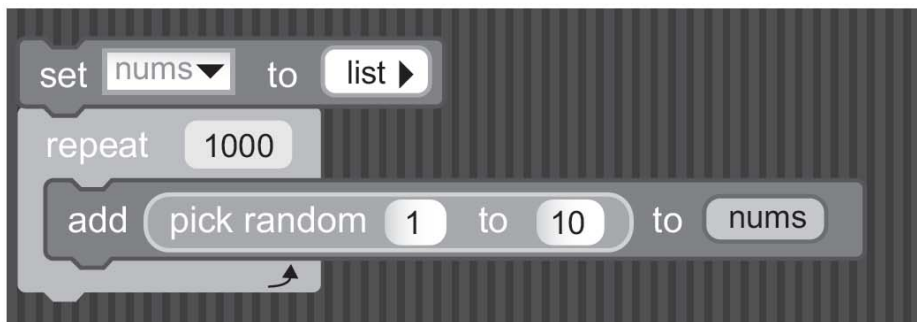 set nums to list
repeat 1000
add pick random 1 to 10 to nums